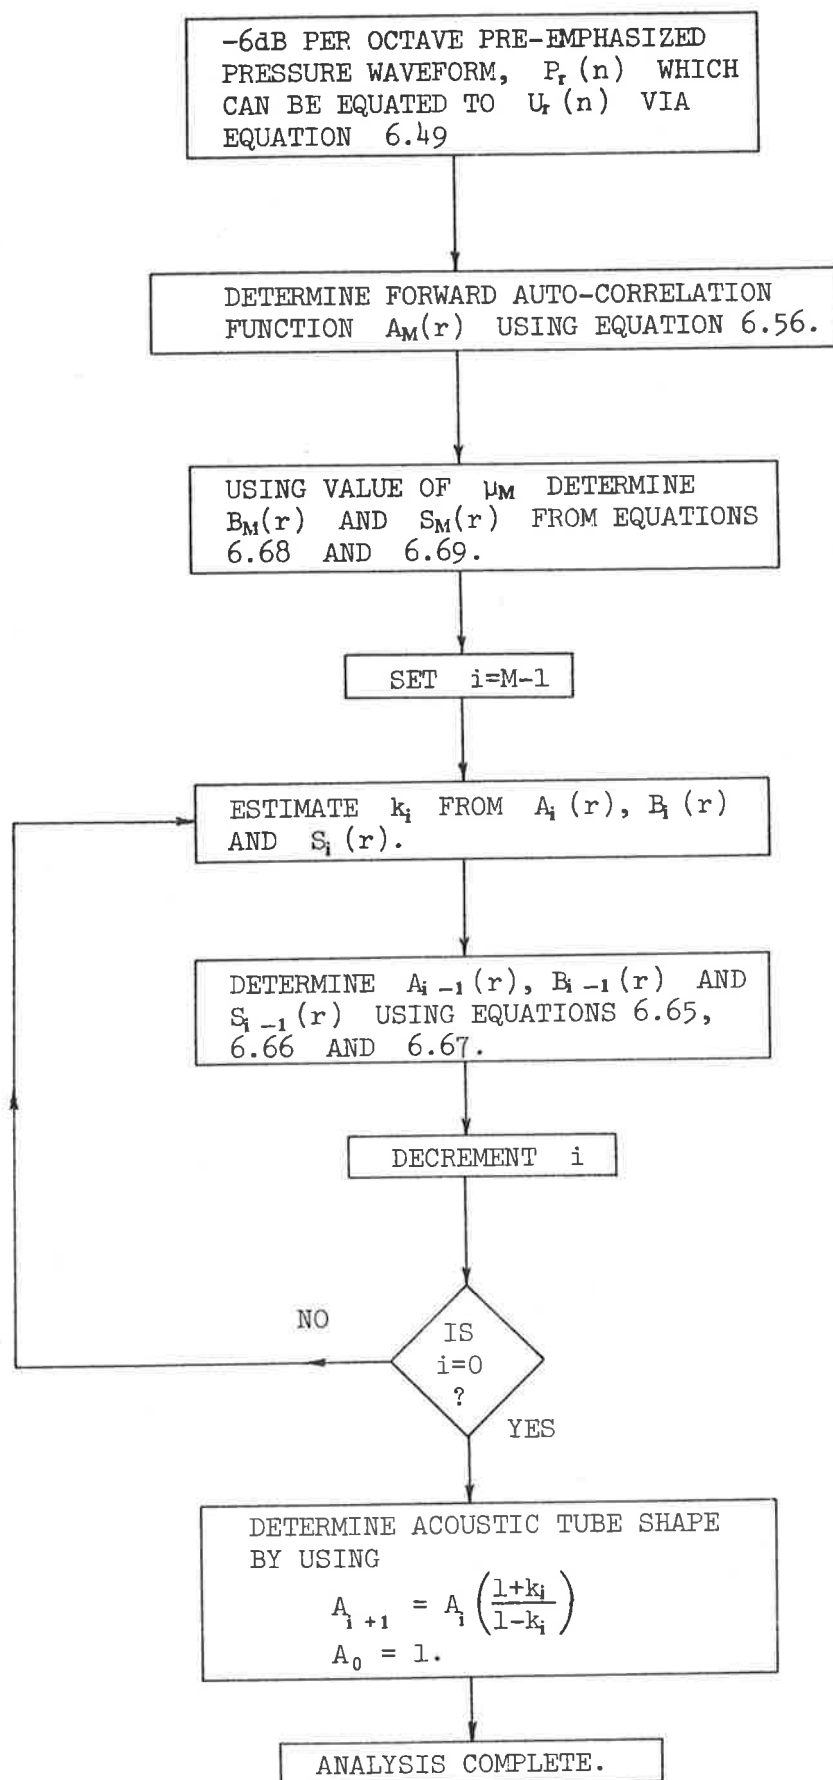 -6dB PER OCTAVE PRE-EMPHASIZED
PRESSURE WAVEFORM, Pᵣ(n) WHICH
CAN BE EQUATED TO Uᵣ(n) VIA
EQUATION 6.49
DETERMINE FORWARD AUTO-CORRELATION
FUNCTION A_M(r) USING EQUATION 6.56.
USING VALUE OF μ_M DETERMINE
B_M(r) AND S_M(r) FROM EQUATIONS
6.68 AND 6.69.
SET i=M-1
ESTIMATE kᵢ FROM Aᵢ(r), Bᵢ(r)
AND Sᵢ(r).
DETERMINE Aᵢ₋₁(r), Bᵢ₋₁(r) AND
Sᵢ₋₁(r) USING EQUATIONS 6.65,
6.66 AND 6.67.
DECREMENT i
NO
IS
i=0
?
YES
DETERMINE ACOUSTIC TUBE SHAPE
BY USING
Aᵢ₊₁ = Aᵢ((1+kᵢ)/(1-kᵢ))
A₀ = 1.
ANALYSIS COMPLETE.